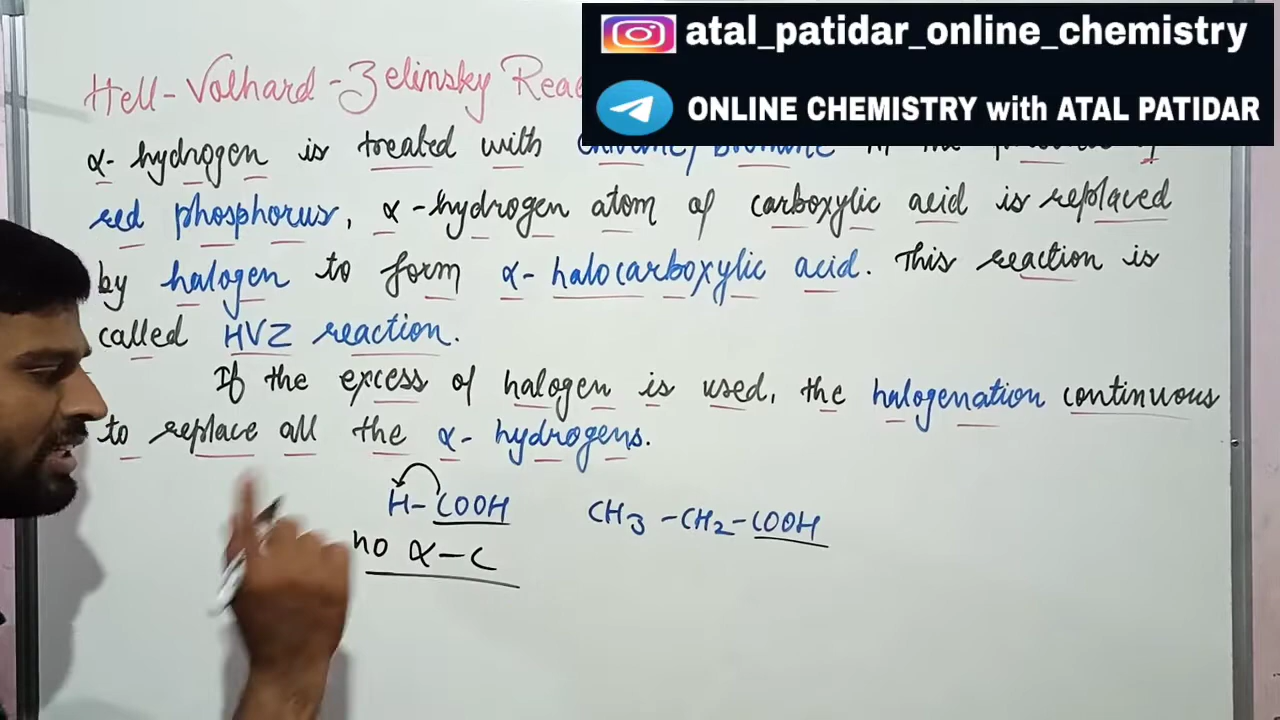 atal_patidar_online_chemistry
ONLINE CHEMISTRY with ATAL PATIDAR
Hell-Volhard-Zelinsky
α-hydrogen is treated with
red phosphorus, α-hydrogen atom of carboxylic acid is replaced
by halogen to form α-halocarboxylic acid. This reaction is
called HVZ reaction.
If the excess of halogen is used, the halogenation continuous
to replace all the α-hydrogens.
H-COOH CH3-CH2-COOH
no α-C